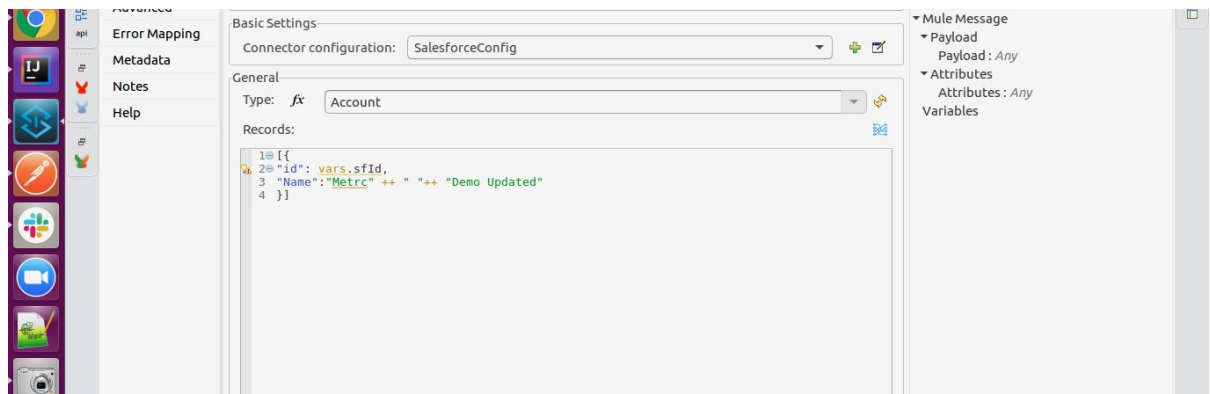 Advanced
api
Error Mapping
Metadata
Notes
Help
Basic Settings
Connector configuration: SalesforceConfig
General
Type: fx Account
Records:
1 [{
2 "id": vars.sfId,
3 "Name":"Metrc" ++ " "++ "Demo Updated"
4 }]
Mule Message
Payload
Payload : Any
Attributes
Attributes : Any
Variables